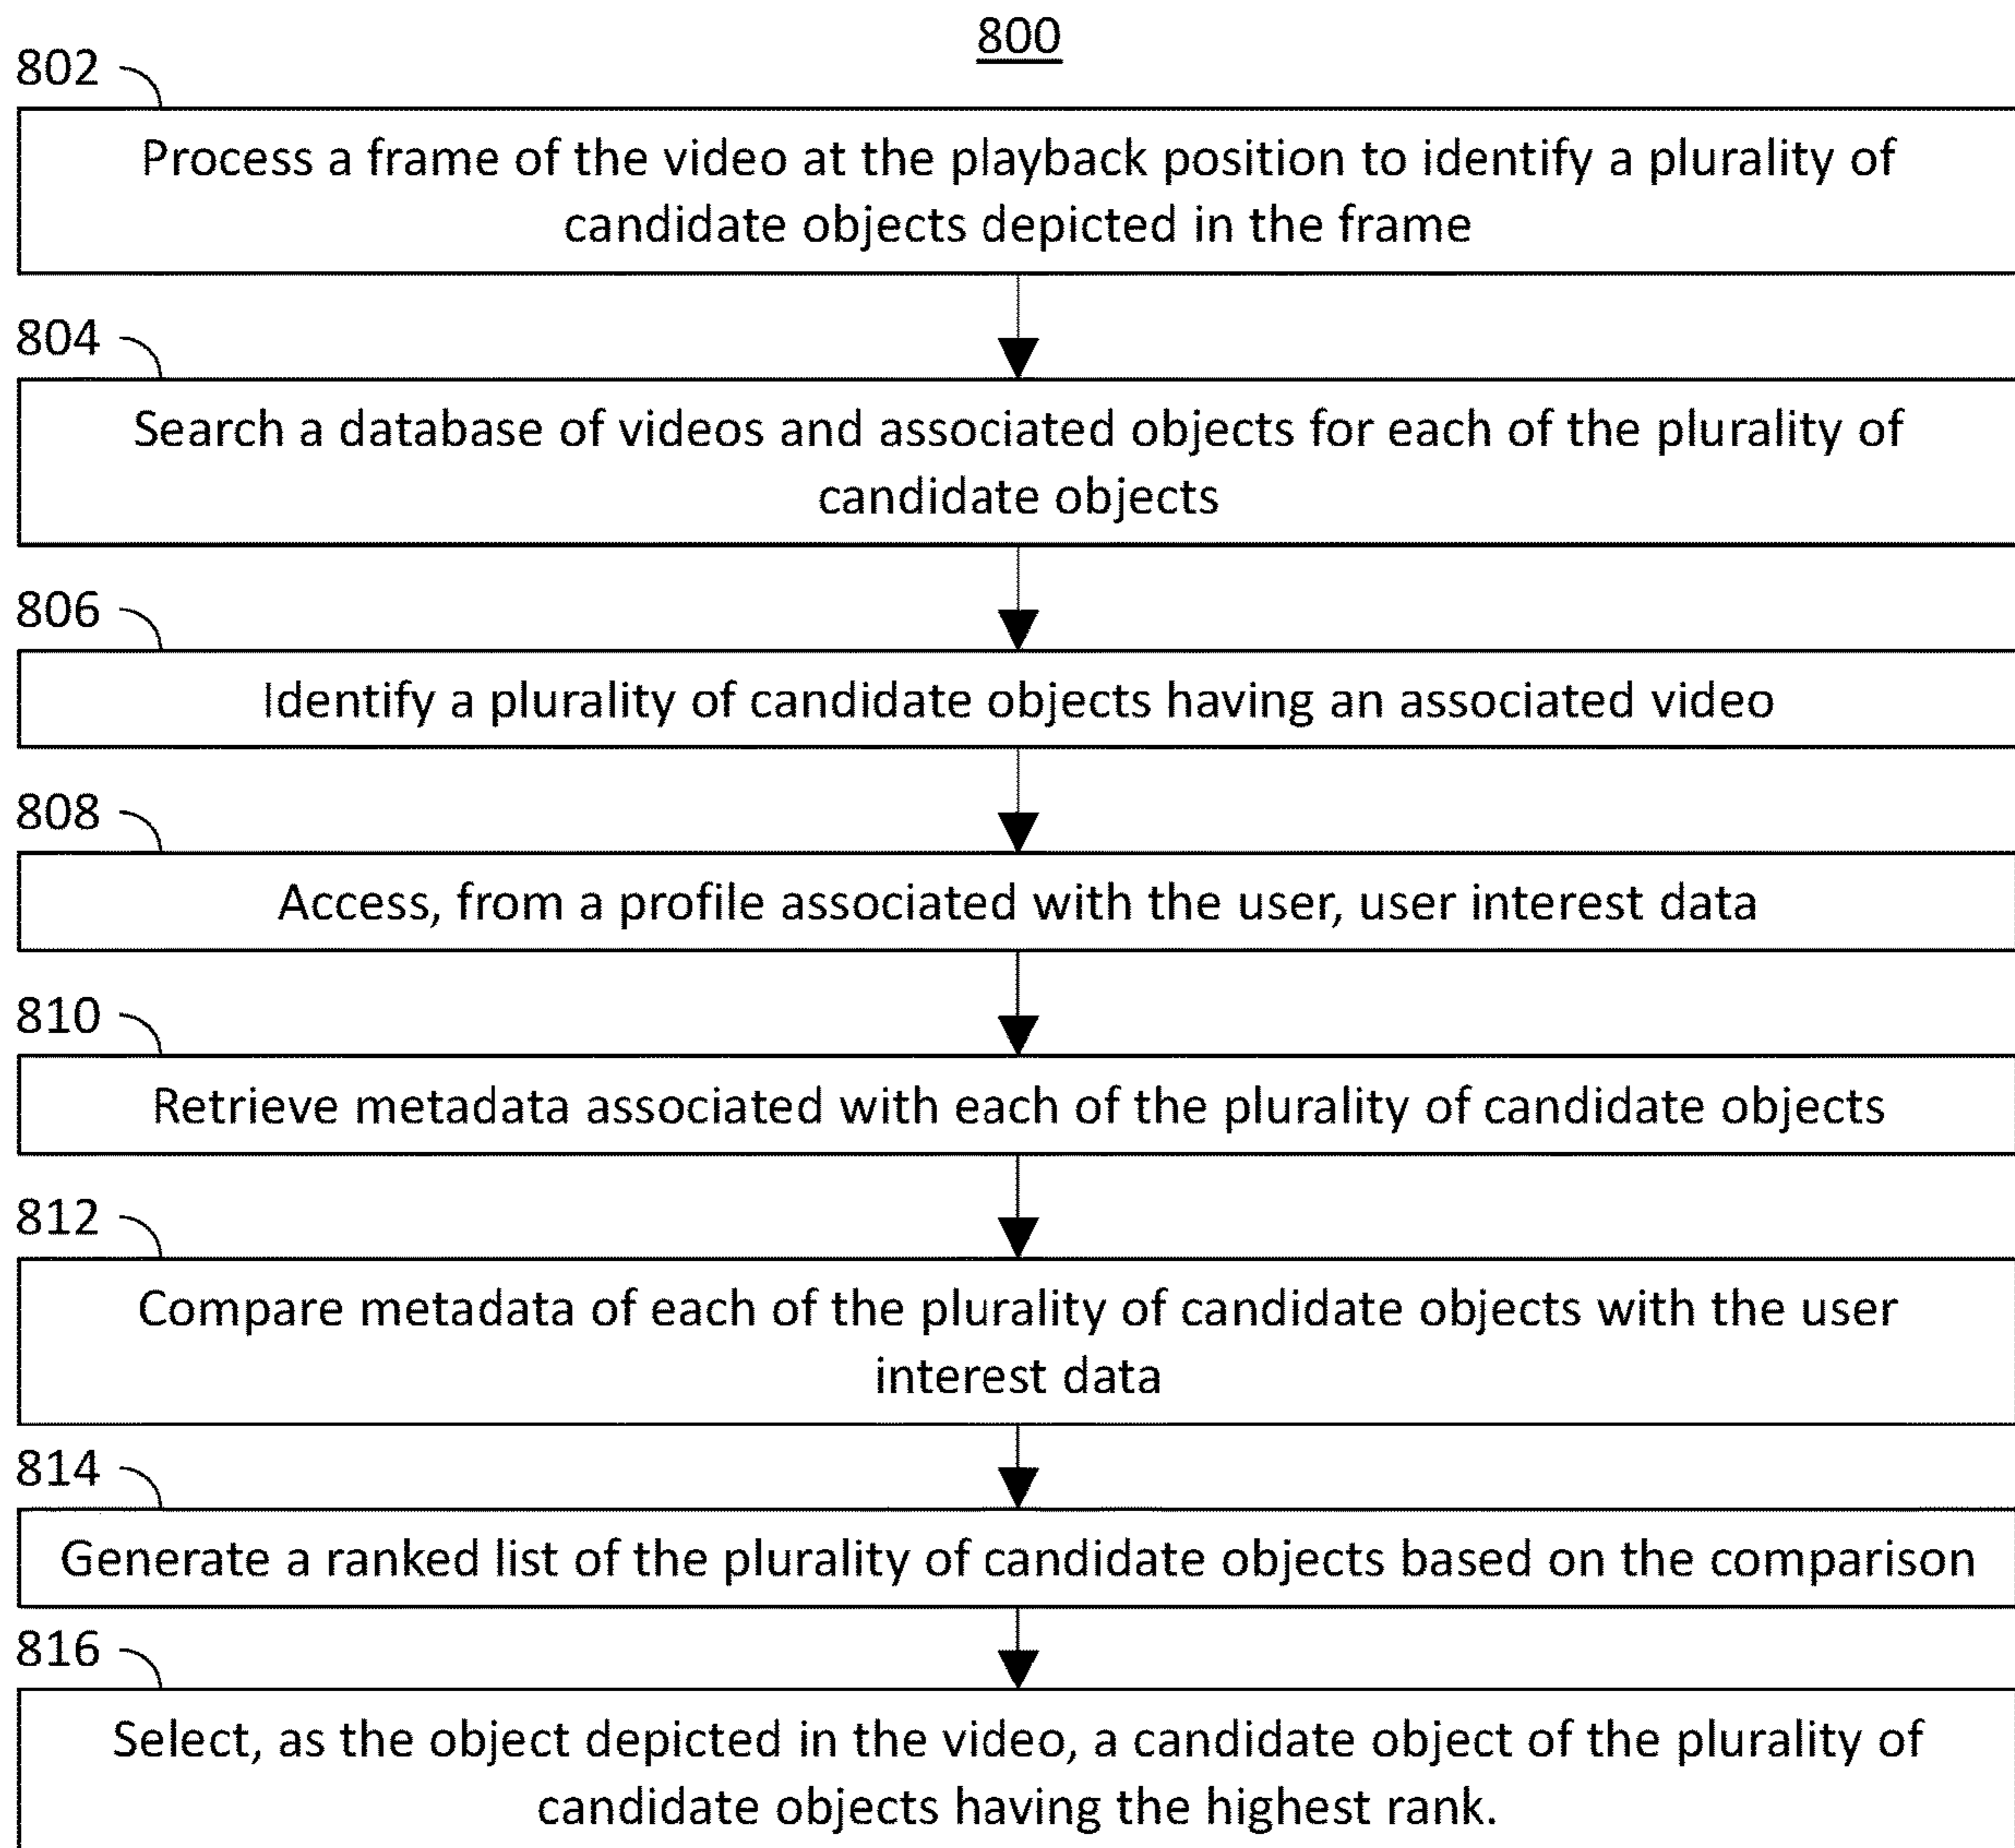 800
802
Process a frame of the video at the playback position to identify a plurality of
candidate objects depicted in the frame
804
Search a database of videos and associated objects for each of the plurality of
candidate objects
806
Identify a plurality of candidate objects having an associated video
808
Access, from a profile associated with the user, user interest data
810
Retrieve metadata associated with each of the plurality of candidate objects
812
Compare metadata of each of the plurality of candidate objects with the user
interest data
814
Generate a ranked list of the plurality of candidate objects based on the comparison
816
Select, as the object depicted in the video, a candidate object of the plurality of
candidate objects having the highest rank.